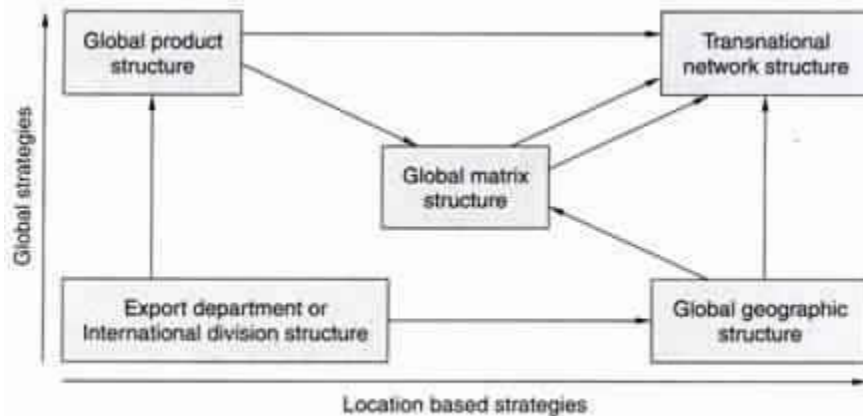 Global product
structure
Transnational
network structure
Global matrix
structure
Export department or
International division structure
Global geographic
structure
Global strategies
Location based strategies